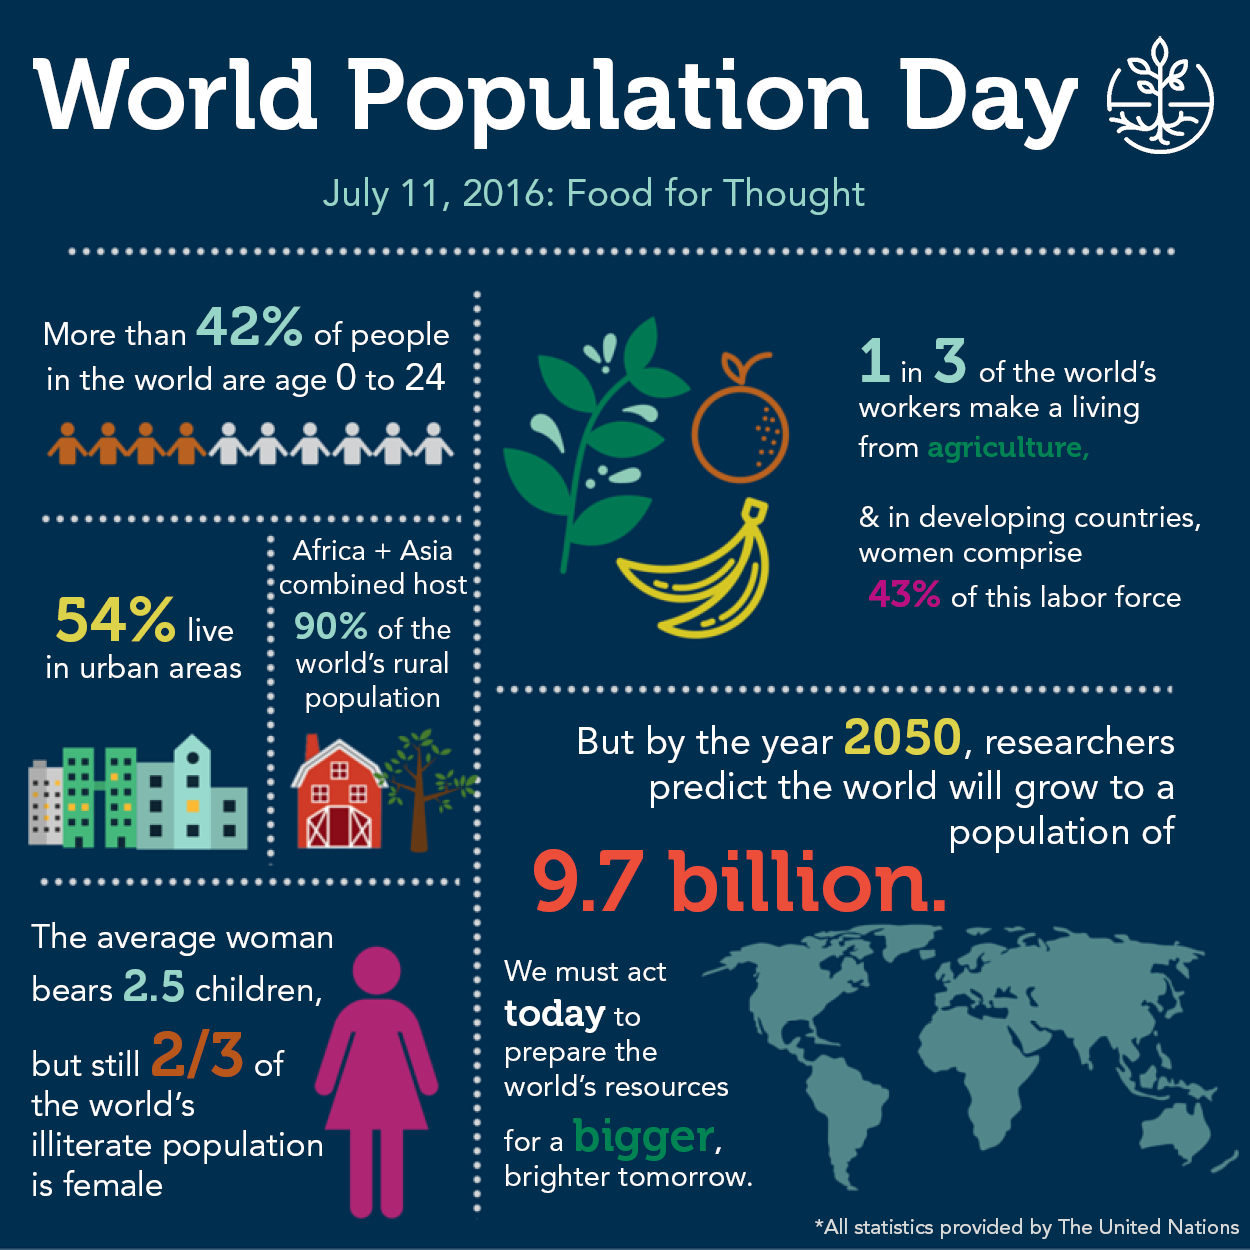 World Population Day
July 11, 2016: Food for Thought
More than 42% of people
in the world are age 0 to 24
54% live
in urban areas
Africa + Asia
combined host
90% of the
world's rural
population
The average woman
bears 2.5 children,
but still 2/3 of
the world's
illiterate population
is female
1 in 3 of the world's
workers make a living
from agriculture,
& in developing countries,
women comprise
43% of this labor force
But by the year 2050, researchers
predict the world will grow to a
population of
9.7 billion.
We must act
today to
prepare the
world's resources
for a bigger,
brighter tomorrow.
*All statistics provided by The United Nations